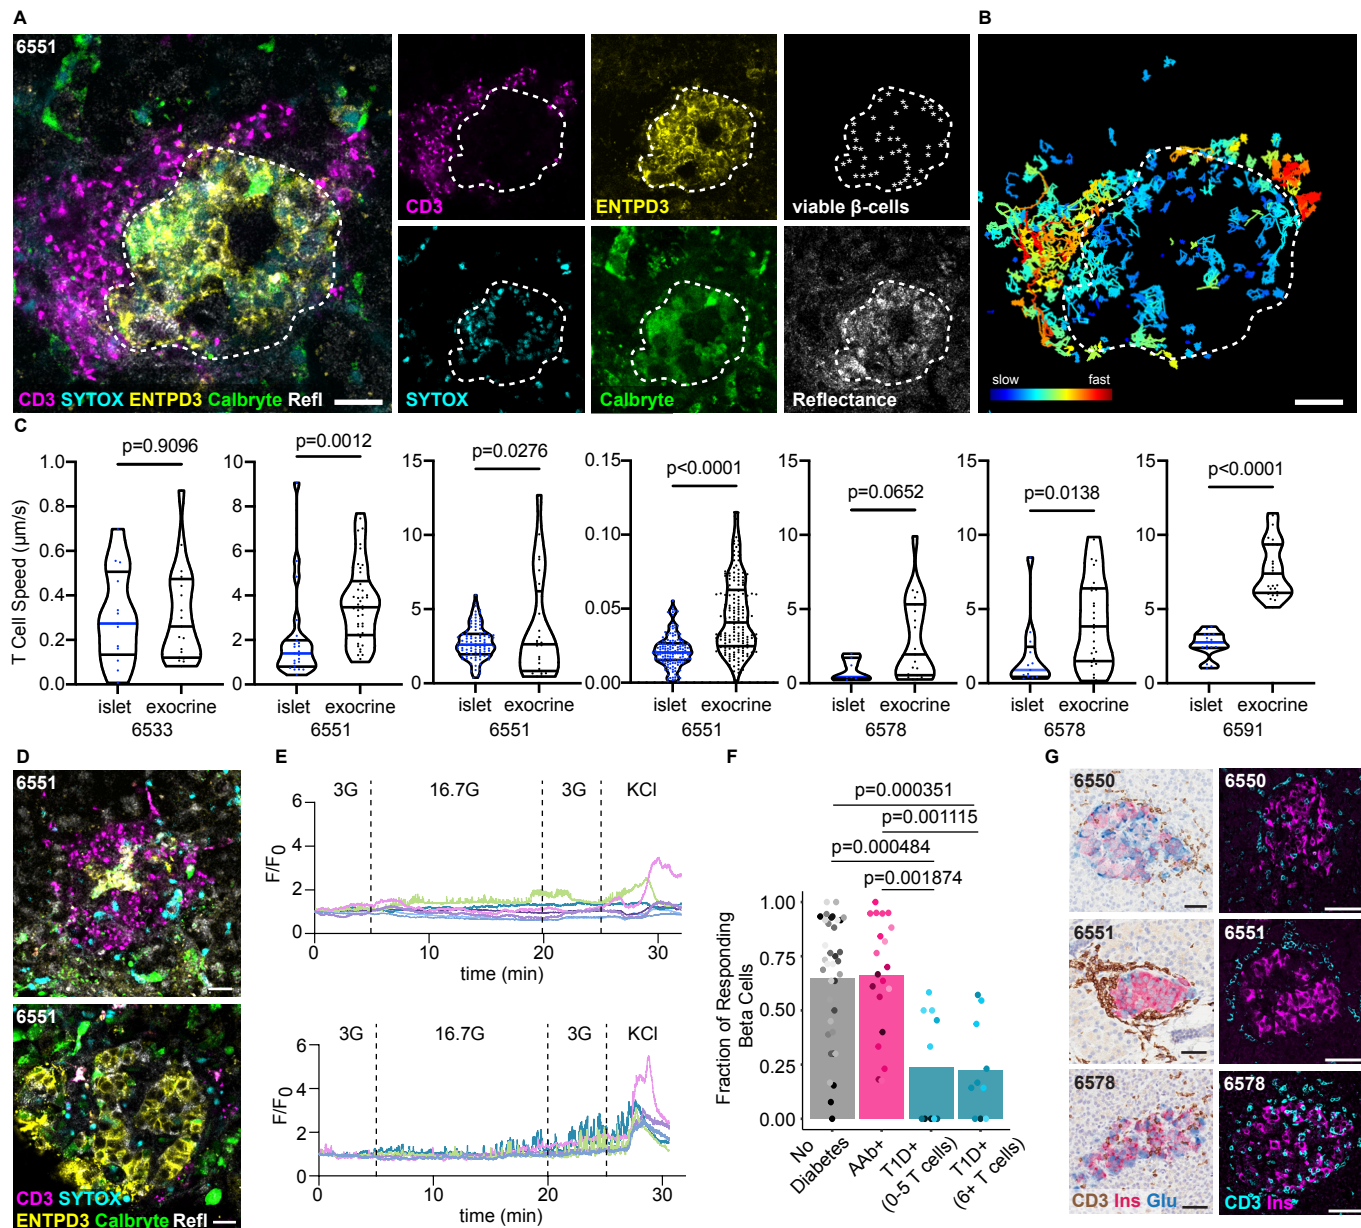 A
B
6551
CD3
ENTPD3
viable β-cells
CD3 SYTOX ENTPD3 Calbryte Refl
SYTOX
Calbryte
Reflectance
slow
fast
C
T Cell Speed (µm/s)
p=0.9096
1.0
0.8
0.6
0.4
0.2
0.0
islet exocrine
6533
p=0.0012
10
8
6
4
2
0
islet exocrine
6551
p=0.0276
15
10
5
0
islet exocrine
6551
p<0.0001
0.15
0.10
0.05
0.00
islet exocrine
6551
p=0.0652
15
10
5
0
islet exocrine
6578
p=0.0138
15
10
5
0
islet exocrine
6578
p<0.0001
15
10
5
0
islet exocrine
6591
D
6551
6551
CD3 SYTOX
ENTPD3 Calbryte Refl
E
3G 16.7G 3G KCl
F/F0
6
4
2
0
0 10 20 30
time (min)
3G 16.7G 3G KCl
F/F0
6
4
2
0
0 10 20 30
time (min)
F
p=0.000351
p=0.001115
p=0.000484
p=0.001874
Fraction of Responding
Beta Cells
1.00
0.75
0.50
0.25
0.00
No
Diabetes
AAb+
T1D+
(0-5 T cells)
T1D+
(6+ T cells)
G
6550
6550
6551
6551
6578
6578
CD3 Ins Glu
CD3 Ins